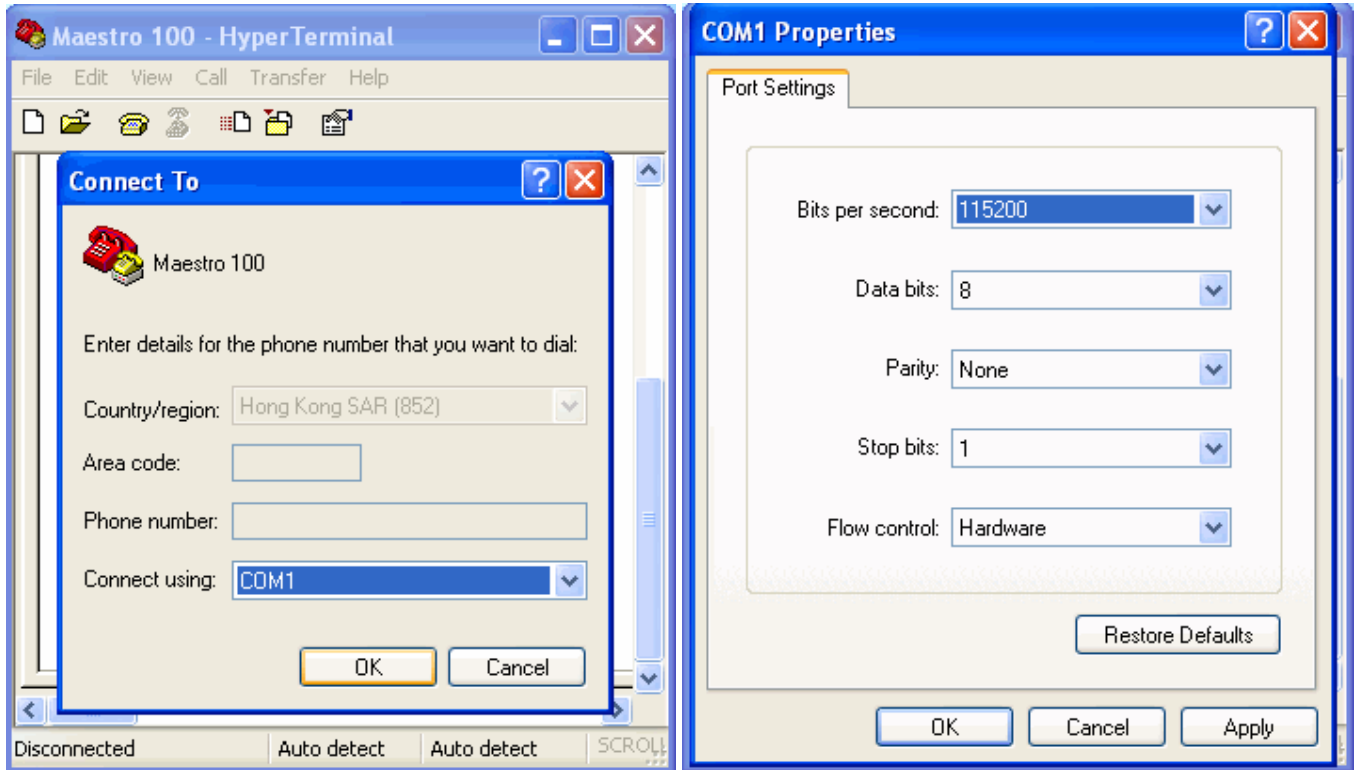 Maestro 100 - HyperTerminal
File Edit View Call Transfer Help
Connect To
Maestro 100
Enter details for the phone number that you want to dial:
Country/region: Hong Kong SAR (852)
Area code:
Phone number:
Connect using: COM1
OK Cancel
Disconnected Auto detect Auto detect SCROLL
COM1 Properties
Port Settings
Bits per second: 115200
Data bits: 8
Parity: None
Stop bits: 1
Flow control: Hardware
Restore Defaults
OK Cancel Apply